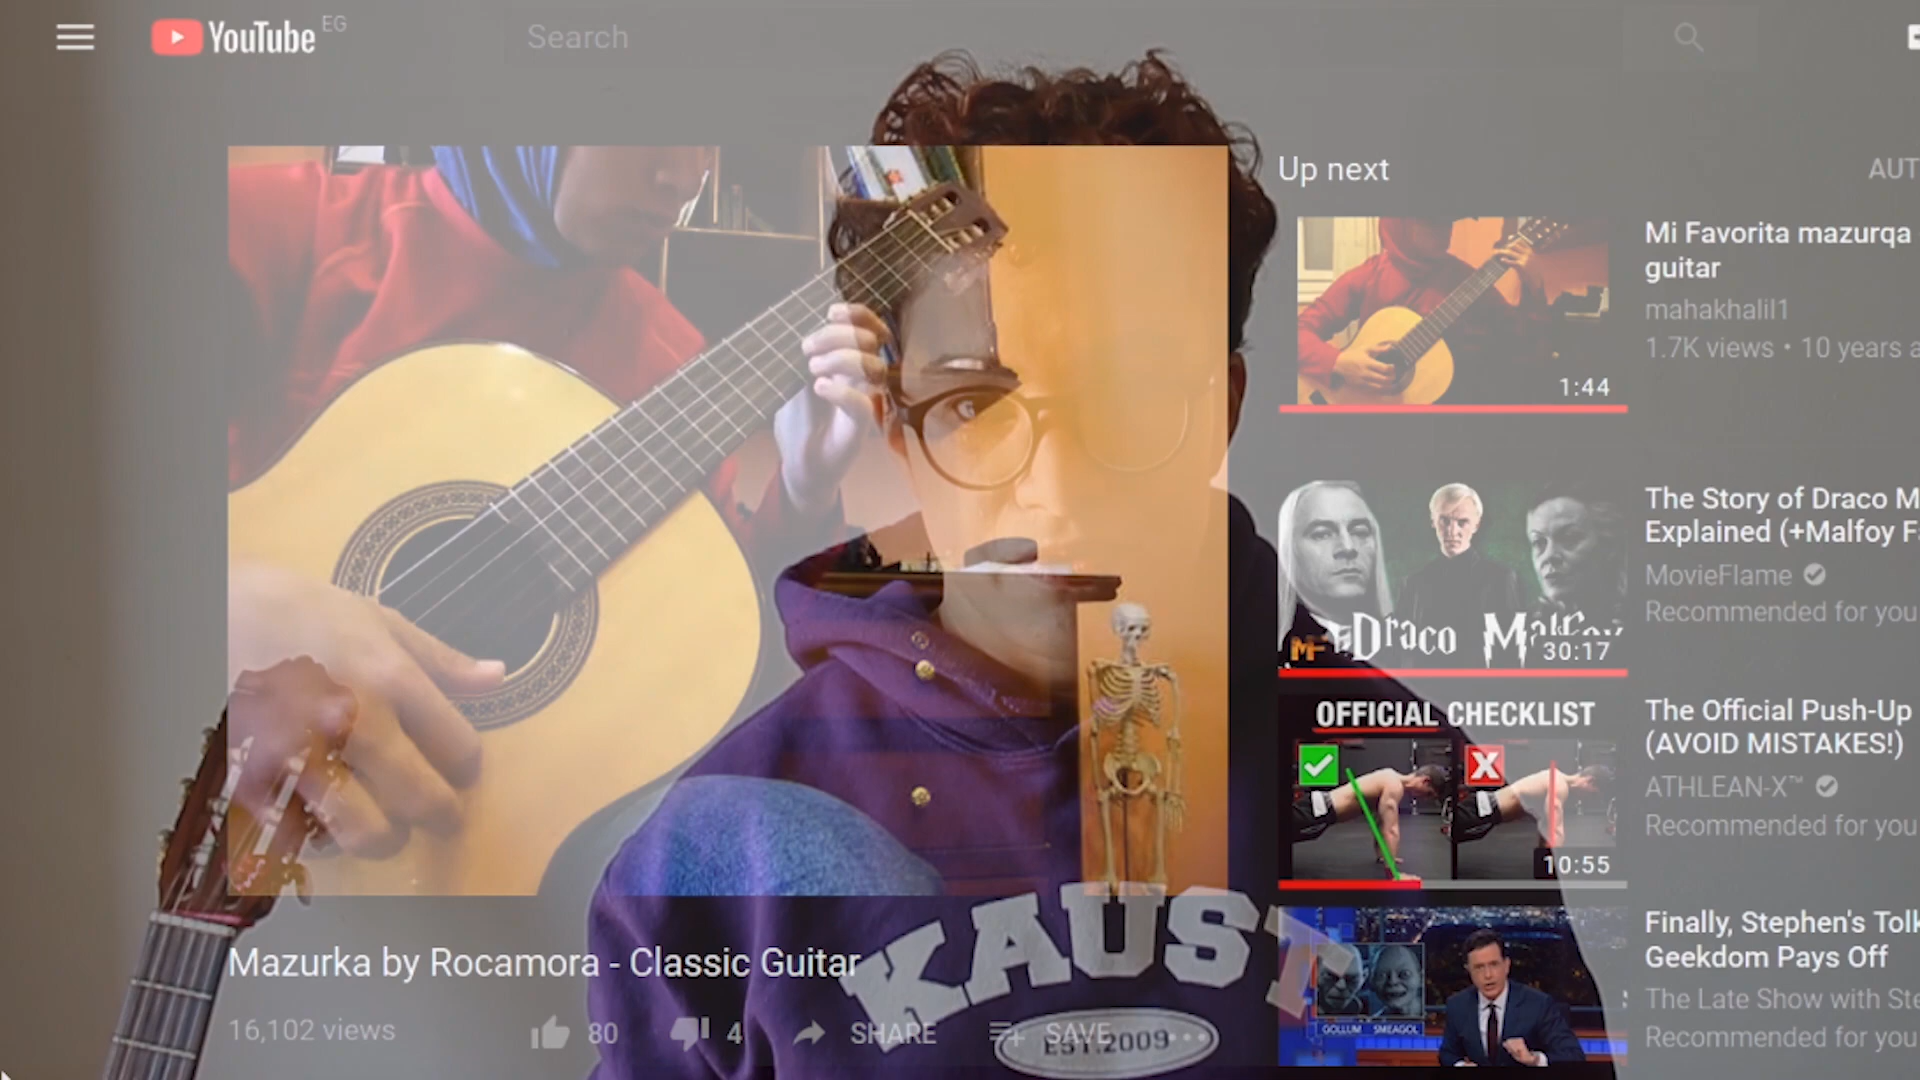 YouTube EG
Search
Up next
AUT
Mi Favorita mazurqa
guitar
mahakhalil1
1.7K views • 10 years a
1:44
The Story of Draco M
Explained (+Malfoy Fa
MovieFlame
Recommended for you
MF
Draco Malfoy
30:17
OFFICIAL CHECKLIST
The Official Push-Up
(AVOID MISTAKES!)
ATHLEAN-X™
Recommended for you
10:55
Finally, Stephen's Tolk
Geekdom Pays Off
The Late Show with Ste
Recommended for you
GOLLUM SMEAGOL
Mazurka by Rocamora - Classic Guitar
16,102 views
80
4
SHARE
SAVE
KAUST
EST.2009